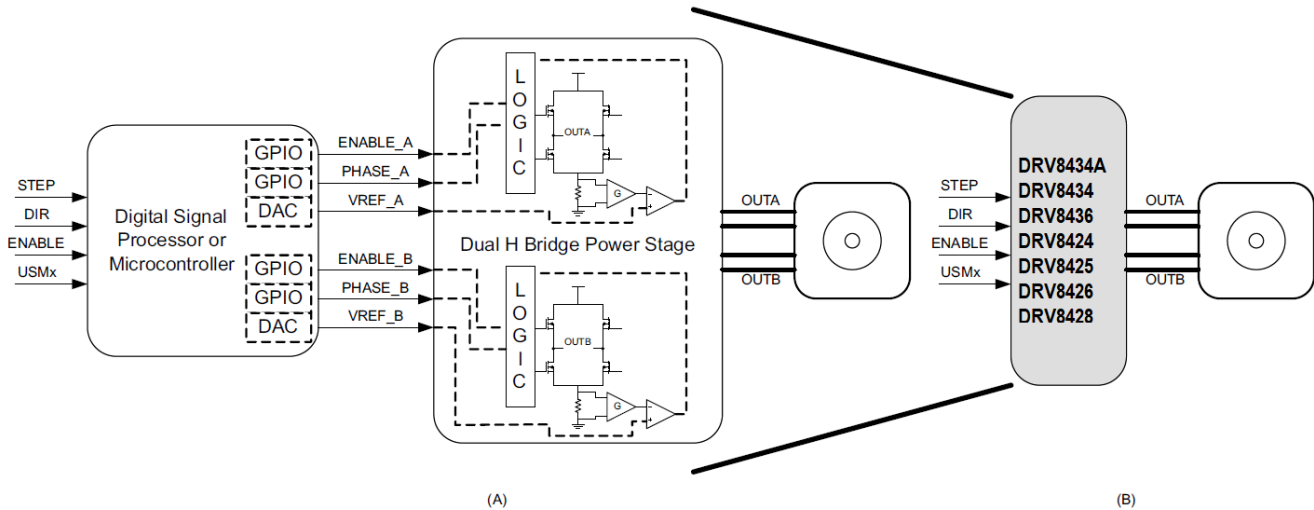 STEP
DIR
ENABLE
USMx
Digital Signal
Processor or
Microcontroller
GPIO
GPIO
DAC
GPIO
GPIO
DAC
ENABLE_A
PHASE_A
VREF_A
ENABLE_B
PHASE_B
VREF_B
L
O
G
I
C
OUTA
G
-
+
Dual H Bridge Power Stage
L
O
G
I
C
OUTB
G
-
+
OUTA
OUTB
STEP
DIR
ENABLE
USMx
DRV8434A
DRV8434
DRV8436
DRV8424
DRV8425
DRV8426
DRV8428
OUTA
OUTB
(A)
(B)